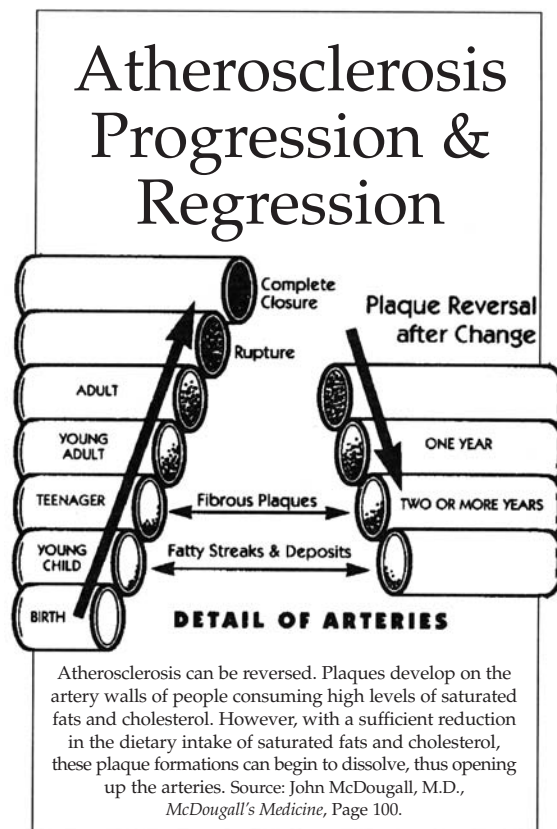 Atherosclerosis
Progression &
Regression
Complete
Closure
Rupture
ADULT
YOUNG
ADULT
TEENAGER
YOUNG
CHILD
BIRTH
Plaque Reversal
after Change
ONE YEAR
TWO OR MORE YEARS
Fibrous Plaques
Fatty Streaks & Deposits
DETAIL OF ARTERIES
Atherosclerosis can be reversed. Plaques develop on the
artery walls of people consuming high levels of saturated
fats and cholesterol. However, with a sufficient reduction
in the dietary intake of saturated fats and cholesterol,
these plaque formations can begin to dissolve, thus opening
up the arteries. Source: John McDougall, M.D.,
McDougall's Medicine, Page 100.